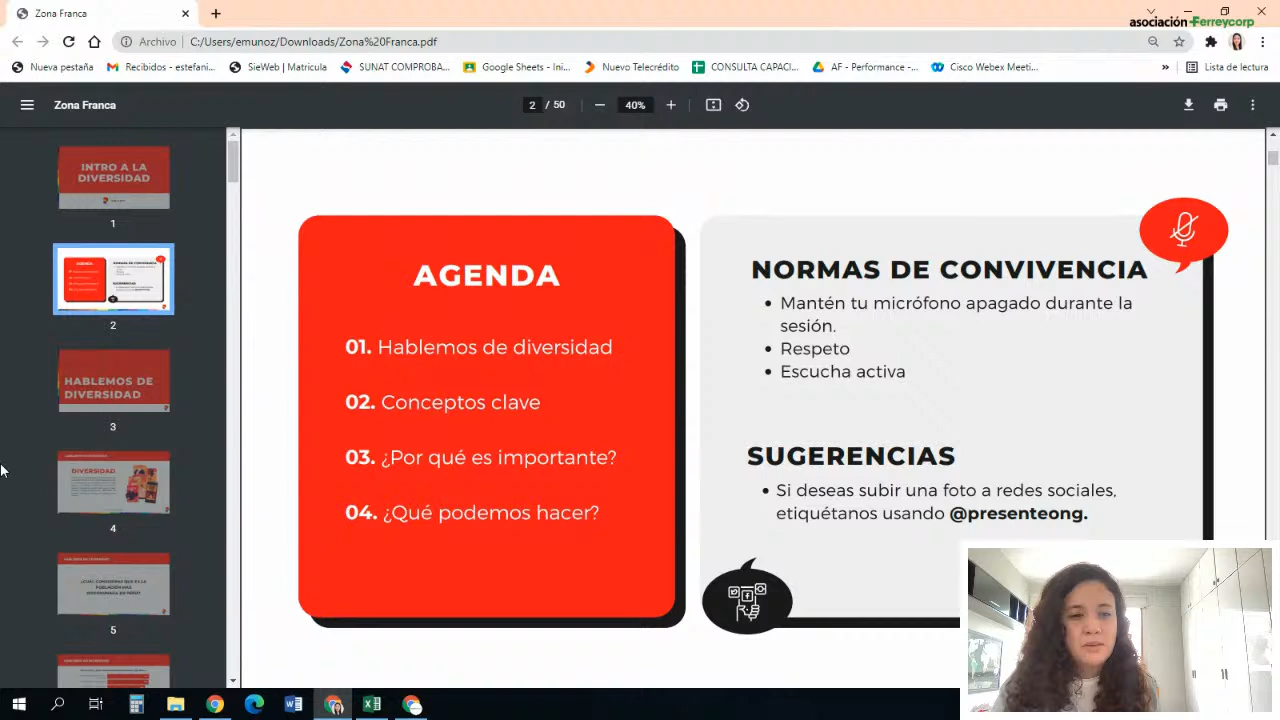 Zona Franca
asociación Ferreycorp
Archivo
C:/Users/emunoz/Downloads/Zona%20Franca.pdf
Nueva pestaña
Recibidos - estefani...
SieWeb | Matricula
SUNAT COMPROBA...
Google Sheets - Ini...
Nuevo Telecrédito
CONSULTA CAPACI...
AF - Performance -...
Cisco Webex Meeti...
»
Lista de lectura
Zona Franca
2 / 50
40%
INTRO A LA
DIVERSIDAD
1
2
HABLEMOS DE
DIVERSIDAD
3
DIVERSIDAD
4
5
AGENDA
01. Hablemos de diversidad
02. Conceptos clave
03. ¿Por qué es importante?
04. ¿Qué podemos hacer?
NORMAS DE CONVIVENCIA
• Mantén tu micrófono apagado durante la
sesión.
• Respeto
• Escucha activa
SUGERENCIAS
• Si deseas subir una foto a redes sociales,
etiquétanos usando @presenteong.